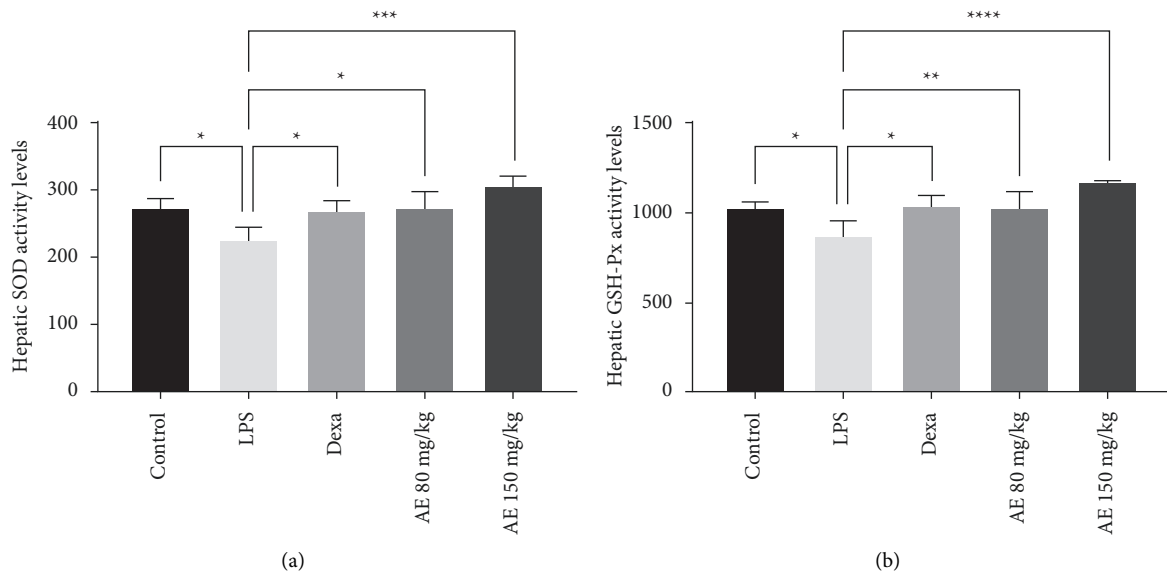 ***
*
*
*
400
300
200
100
0
Hepatic SOD activity levels
Control
LPS
Dexa
AE 80 mg/kg
AE 150 mg/kg
(a)
****
**
*
*
1500
1000
500
0
Hepatic GSH-Px activity levels
Control
LPS
Dexa
AE 80 mg/kg
AE 150 mg/kg
(b)